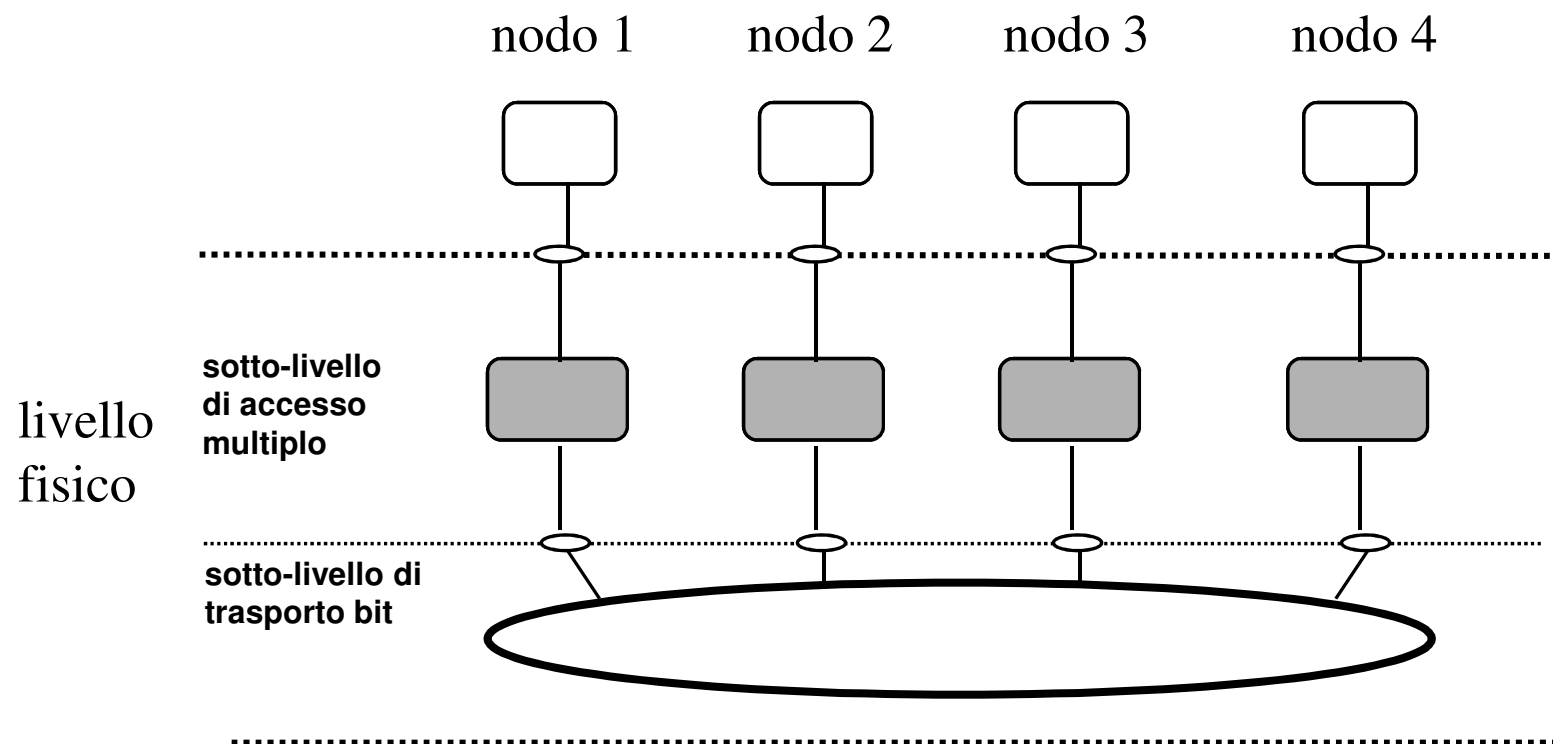 nodo 1
nodo 2
nodo 3
nodo 4
sotto-livello
di accesso
multiplo
livello
fisico
sotto-livello di
trasporto bit